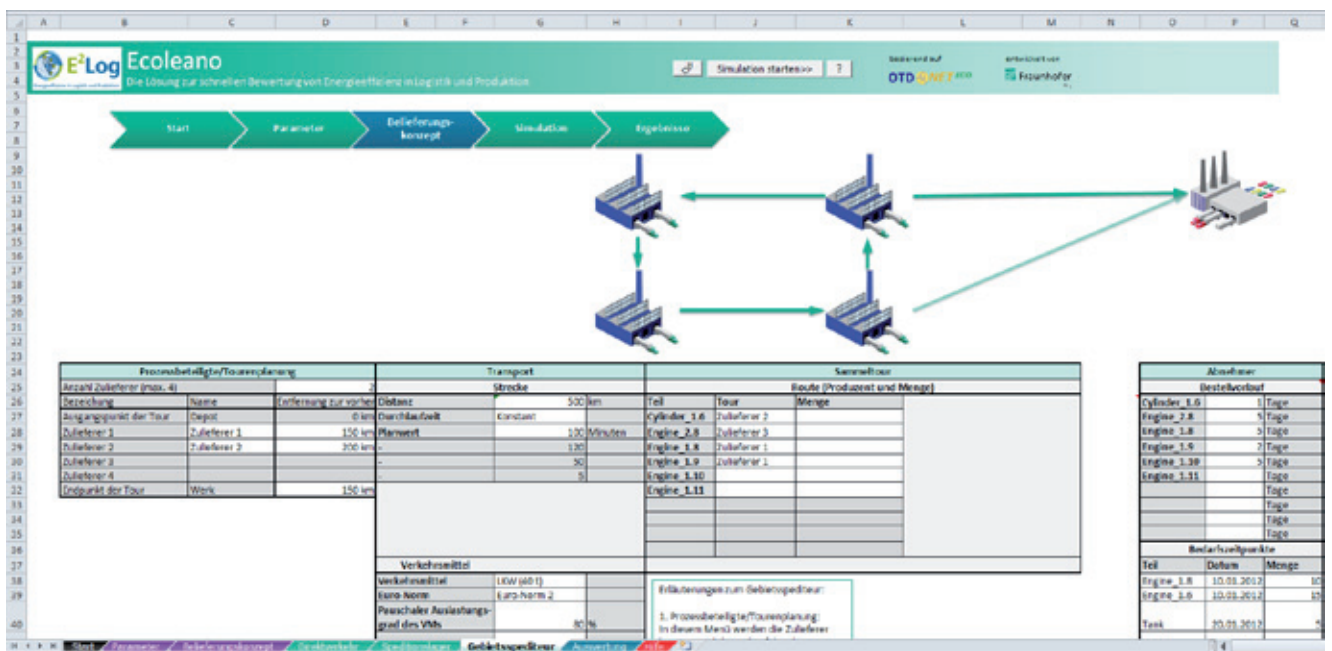 A B C D E F G H I J K L M N O P Q
E²Log Ecoleano
Die Lösung zur schnellen Bewertung von Energieeffizienz in Logistik und Produktion
Simulation starten>> ?
basierend auf
OTD NET ECO
entwickelt von
Fraunhofer
Start Parameter Belieferungs-
konzept Simulation Ergebnisse
Prozessbeteiligte/Tourenplanung Transport Sammeltour Abnehmer
Anzahl Zulieferer (max. 4) 2 Strecke Route (Produzent und Menge) Bestellvorlauf
Bezeichnung Name Entfernung zur vorher Distanz 500 km Teil Tour Menge Cylinder_1.6 1 Tage
Ausgangspunkt der Tour Depot 0 km Durchlaufzeit Konstant Cylinder_1.6 Zulieferer 2 Engine_2.8 5 Tage
Zulieferer 1 Zulieferer 1 150 km Planwert 100 Minuten Engine_2.8 Zulieferer 3 Engine_1.8 5 Tage
Zulieferer 2 Zulieferer 2 200 km - 120 Engine_1.8 Zulieferer 1 Engine_1.9 2 Tage
Zulieferer 3 - 50 Engine_1.9 Zulieferer 1 Engine_1.10 5 Tage
Zulieferer 4 - 5 Engine_1.10 Engine_1.11 Tage
Endpunkt der Tour Werk 150 km Engine_1.11 Tage
Tage
Tage
Tage
Bedarfszeitpunkte
Verkehrsmittel Teil Datum Menge
Verkehrsmittel LKW (40 t) Engine_1.8 10.01.2012 10
Euro-Norm Euro-Norm 2 Erläuterungen zum Gebietsspediteur: Engine_1.6 10.01.2012 15
Pauschaler Auslastungs-
grad des VMs 80 % 1. Prozessbeteiligte/Tourenplanung:
In diesem Menü werden die Zulieferer Tank 20.01.2012 5
Start Parameter Belieferungskonzept Direktverkehr Speditionslager Gebietsspediteur Auswertung Hilfe